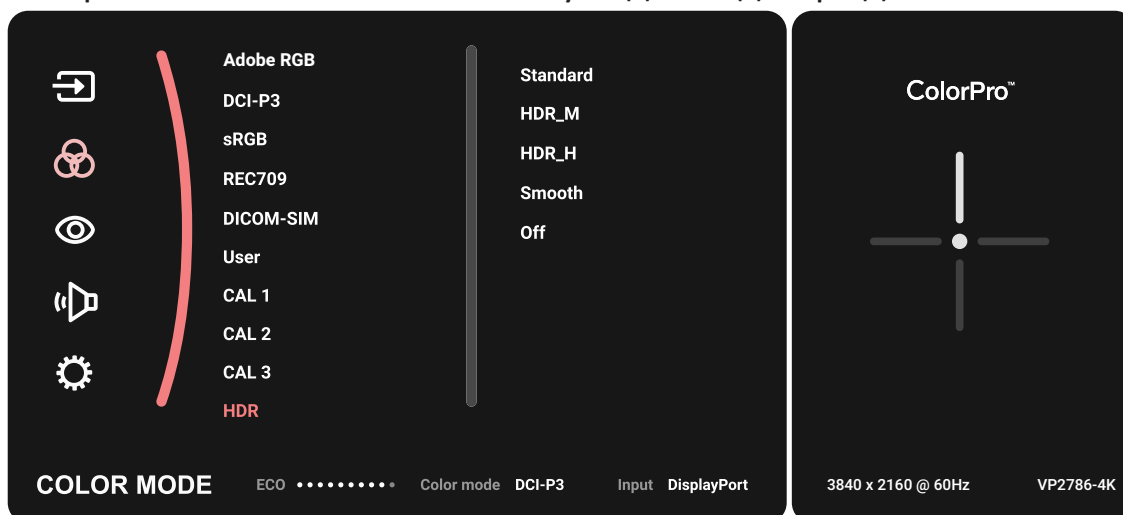 Adobe RGB
DCI-P3
sRGB
REC709
DICOM-SIM
User
CAL 1
CAL 2
CAL 3
HDR
Standard
HDR_M
HDR_H
Smooth
Off
COLOR MODE ECO Color mode DCI-P3 Input DisplayPort
ColorPro™
3840 x 2160 @ 60Hz VP2786-4K